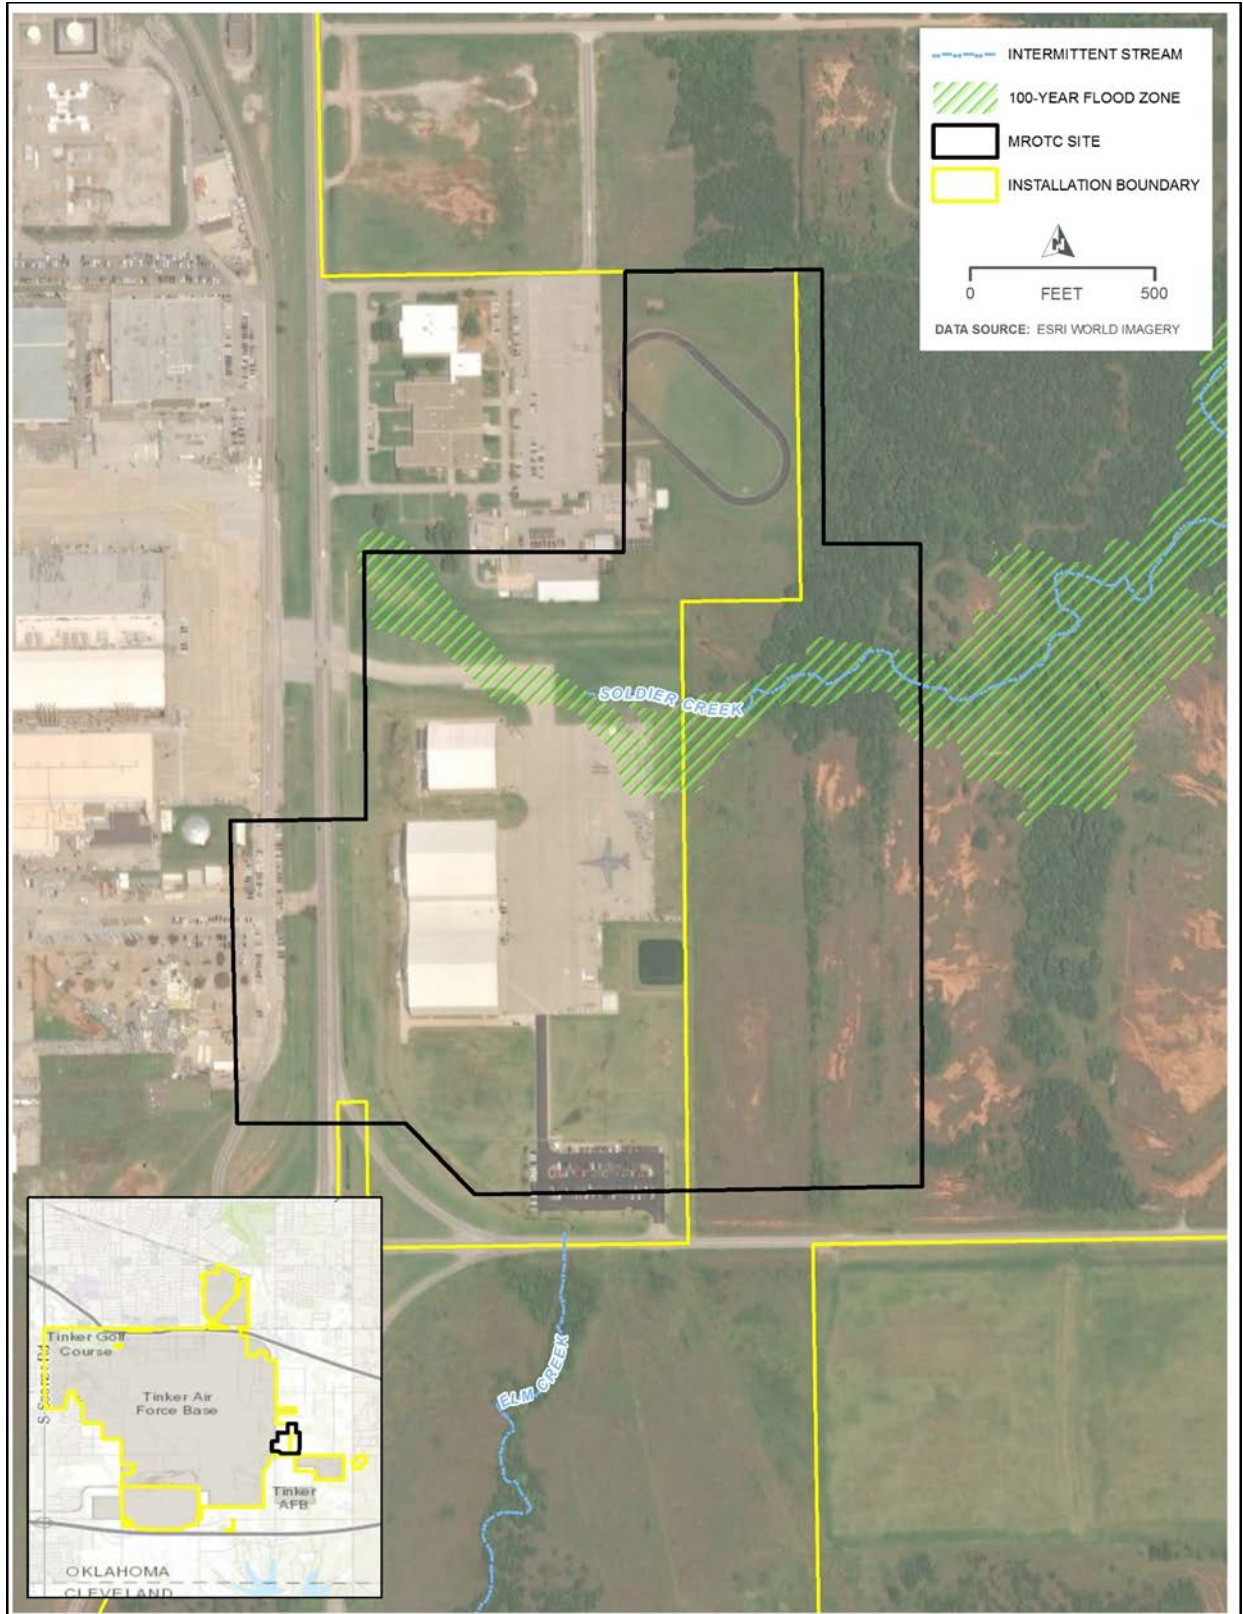 INTERMITTENT STREAM
100-YEAR FLOOD ZONE
MROTC SITE
INSTALLATION BOUNDARY
N
0 FEET 500
DATA SOURCE: ESRI WORLD IMAGERY
SOLDIER CREEK
ELM CREEK
Tinker Golf
Course
Tinker Air
Force Base
Tinker
AFB
OKLAHOMA
CLEVELAND